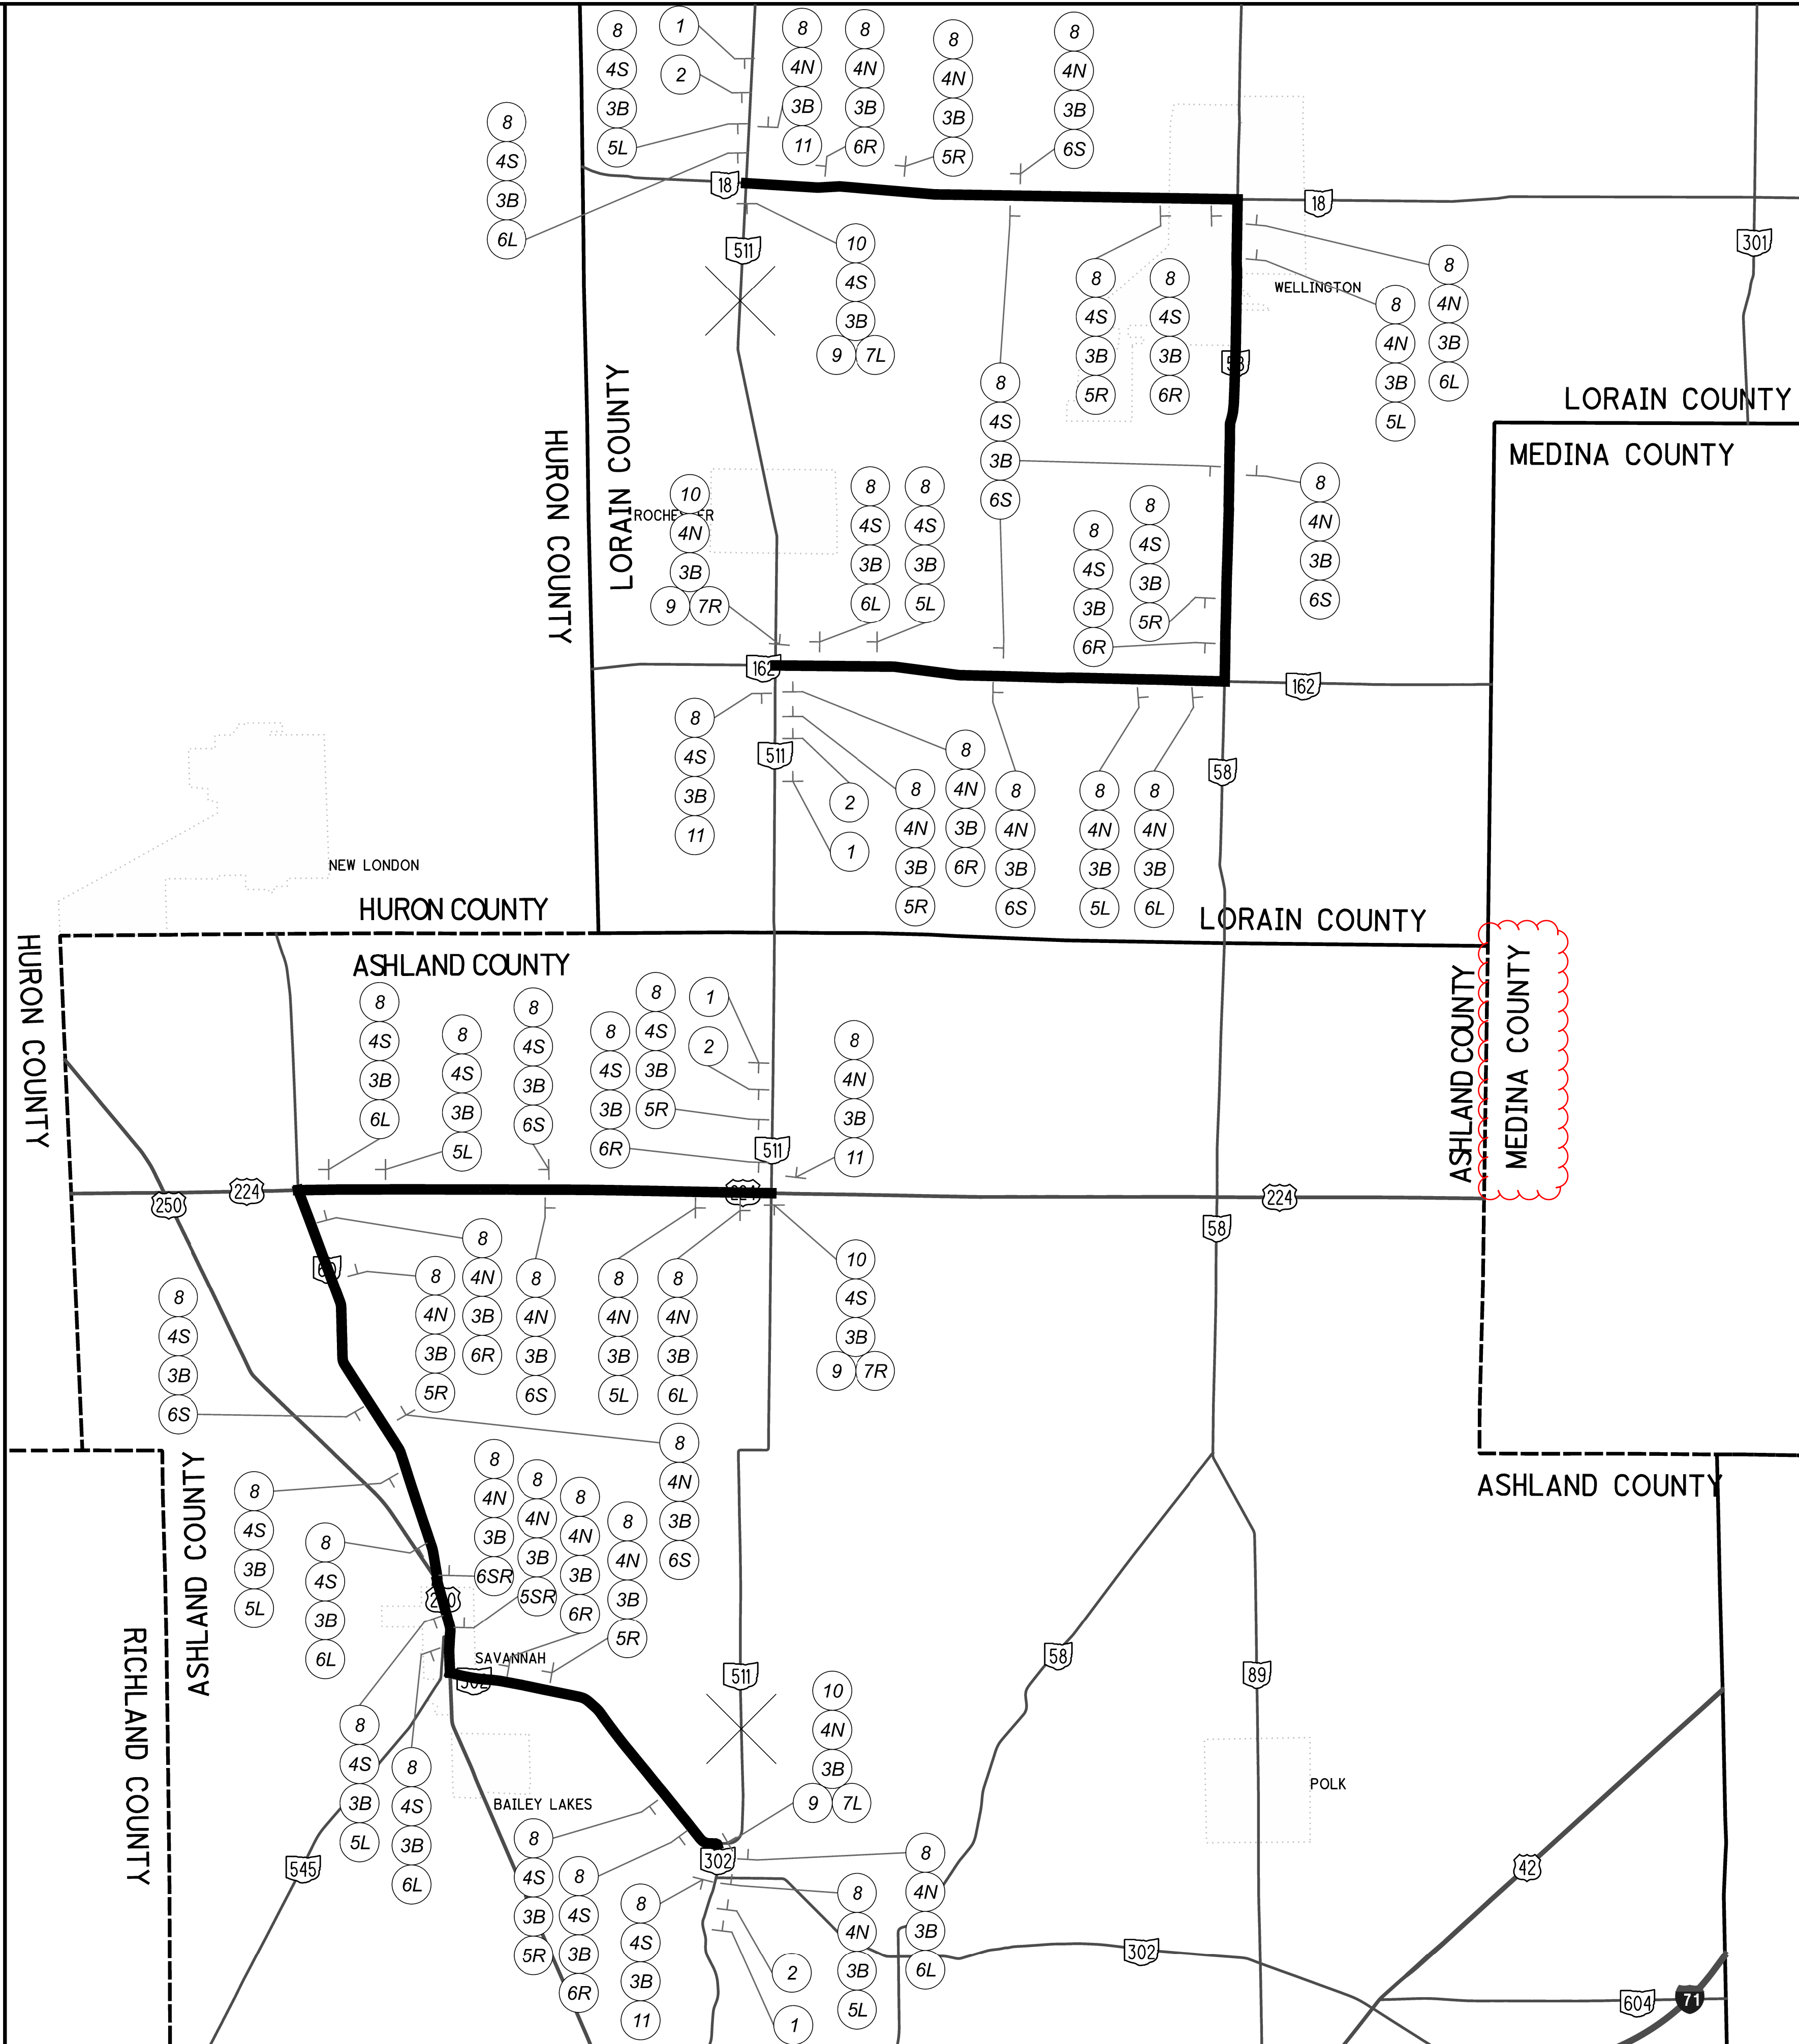 8
4S
3B
5L
1
2
8
4N
3B
11
8
4N
3B
6R
8
4N
3B
5R
8
4N
3B
6S
8
4S
3B
6L
18
18
511
301
10
4S
3B
9
7L
8
4S
3B
5R
8
4S
3B
6R
WELLINGTON
8
4N
3B
5L
8
4N
3B
6L
LORAIN COUNTY
MEDINA COUNTY
HURON COUNTY
LORAIN COUNTY
8
4S
3B
6S
10
4N
3B
9
7R
8
4S
3B
6L
8
4S
3B
5L
8
4S
3B
6R
8
4S
3B
5R
8
4N
3B
6S
162
162
8
4S
3B
11
511
2
1
8
4N
3B
5R
8
4N
3B
6R
8
4N
3B
6S
8
4N
3B
5L
8
4N
3B
6L
58
NEW LONDON
HURON COUNTY
LORAIN COUNTY
HURON COUNTY
ASHLAND COUNTY
ASHLAND COUNTY
MEDINA COUNTY
8
4S
3B
6L
8
4S
3B
5L
8
4S
3B
6S
8
4S
3B
6R
8
4S
3B
5R
1
2
8
4N
3B
11
511
250
224
224
58
8
4S
3B
6S
8
4N
3B
5R
8
4N
3B
6R
8
4N
3B
6S
8
4N
3B
5L
8
4N
3B
6L
10
4S
3B
9
7R
8
4N
3B
6S
ASHLAND COUNTY
RICHLAND COUNTY
ASHLAND COUNTY
8
4S
3B
5L
8
4S
3B
6L
8
4N
3B
6SR
8
4N
3B
5SR
8
4N
3B
6R
8
4N
3B
5R
SAVANNAH
511
58
89
8
4S
3B
5L
8
4S
3B
6L
10
4N
3B
9
7L
POLK
BAILEY LAKES
545
8
4S
3B
5R
8
4S
3B
6R
8
4S
3B
11
302
2
1
8
4N
3B
5L
8
4N
3B
6L
302
42
604
71